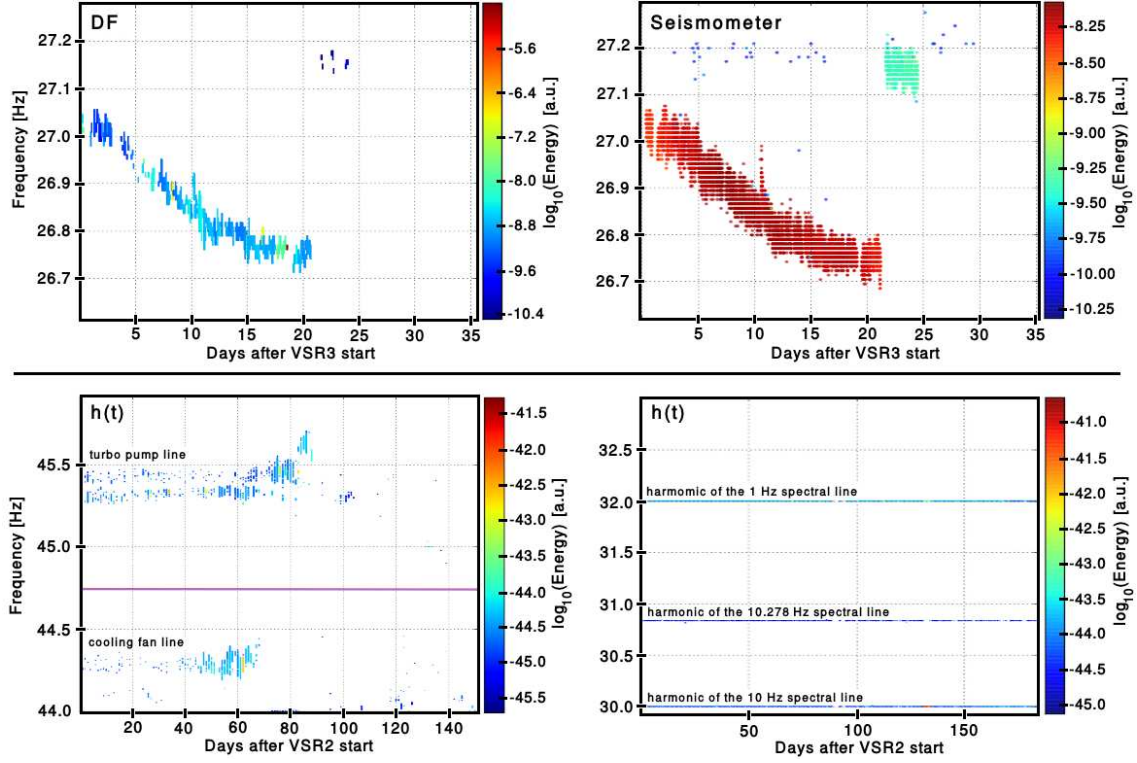 DF
Frequency [Hz]
27.2
27.1
27.0
26.9
26.8
26.7
5 10 15 20 25 30 35
Days after VSR3 start
-5.6
-6.4
-7.2
-8.0
-8.8
-9.6
-10.4
log10(Energy) [a.u.]
Seismometer
27.2
27.1
27.0
26.9
26.8
26.7
5 10 15 20 25 30 35
Days after VSR3 start
-8.25
-8.50
-8.75
-9.00
-9.25
-9.50
-9.75
-10.00
-10.25
log10(Energy) [a.u.]
h(t)
turbo pump line
cooling fan line
Frequency [Hz]
45.5
45.0
44.5
44.0
20 40 60 80 100 120 140
Days after VSR2 start
-41.5
-42.0
-42.5
-43.0
-43.5
-44.0
-44.5
-45.0
-45.5
log10(Energy) [a.u.]
h(t)
harmomic of the 1 Hz spectral line
harmonic of the 10.278 Hz spectral line
harmonic of the 10 Hz spectral line
32.5
32.0
31.5
31.0
30.5
30.0
50 100 150
Days after VSR2 start
-41.0
-41.5
-42.0
-42.5
-43.0
-43.5
-44.0
-44.5
-45.0
log10(Energy) [a.u.]